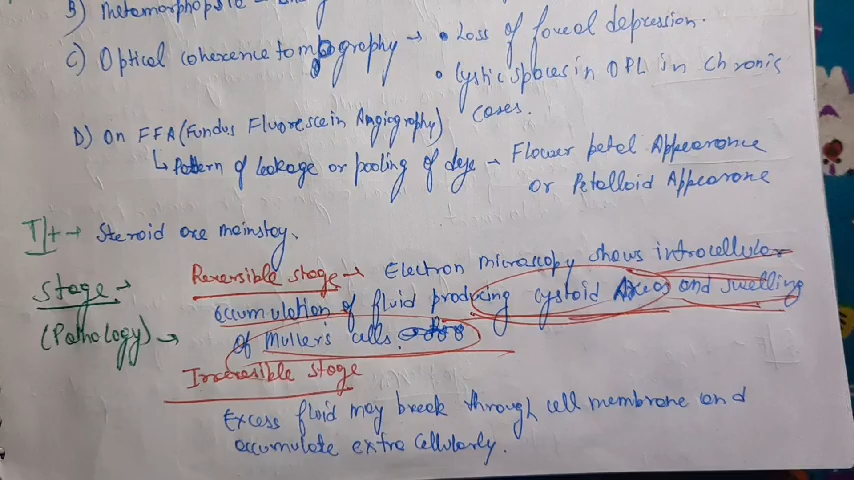 B) Metamorphopsia -
C) Optical coherence tomography → • Loss of foveal depression.
• Cystic spaces in OPL in chronic cases.
D) On FFA (Fundus Fluorescein Angiography)
↳ Pattern of leakage or pooling of dye - Flower petal Appearance
or Petalloid Appearance
T/t → Steroid are mainstay.
Stage → Reversible stage → Electron microscopy shows intracellular
(Pathology) → accumulation of fluid producing cystoid Areas and swelling
of Muller's cells.
Irreversible stage
Excess fluid may break through cell membrane and
accumulate extra cellularly.